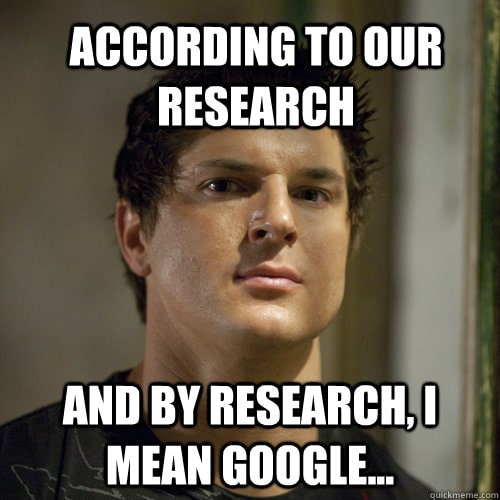 ACCORDING TO OUR
RESEARCH
AND BY RESEARCH, I
MEAN GOOGLE...
quickmeme.com